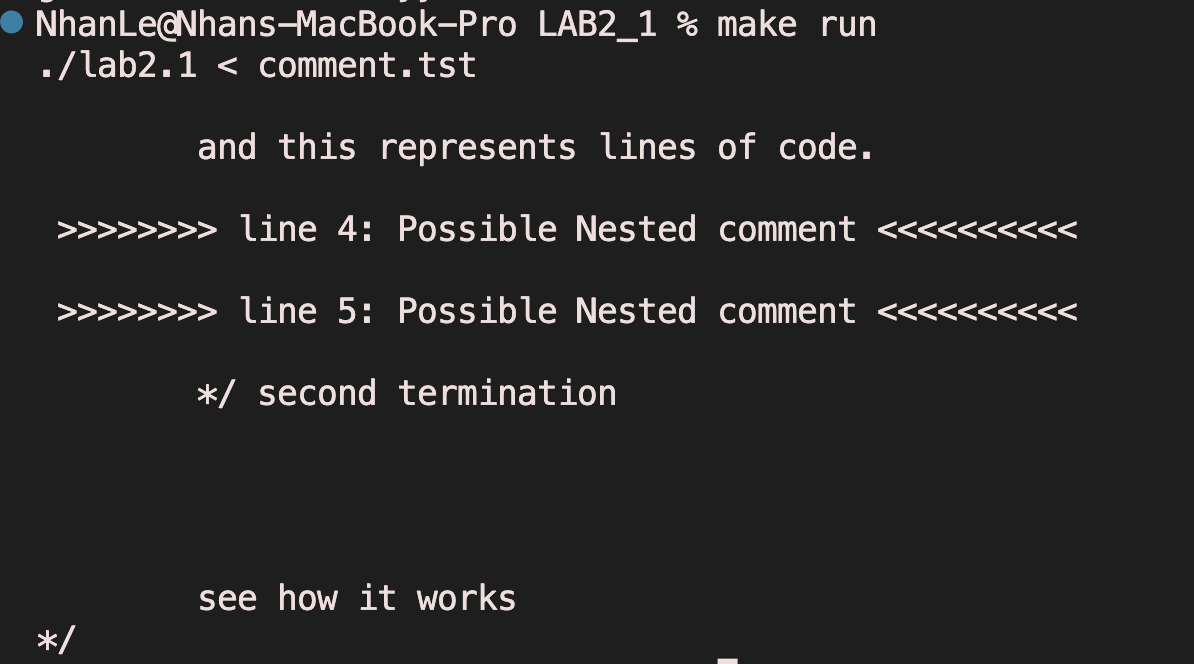 NhanLe@Nhans-MacBook-Pro LAB2_1 % make run
./lab2.1 < comment.tst
and this represents lines of code.
>>>>>>>> line 4: Possible Nested comment <<<<<<<<<<
>>>>>>>> line 5: Possible Nested comment <<<<<<<<<<
*/ second termination
see how it works
*/